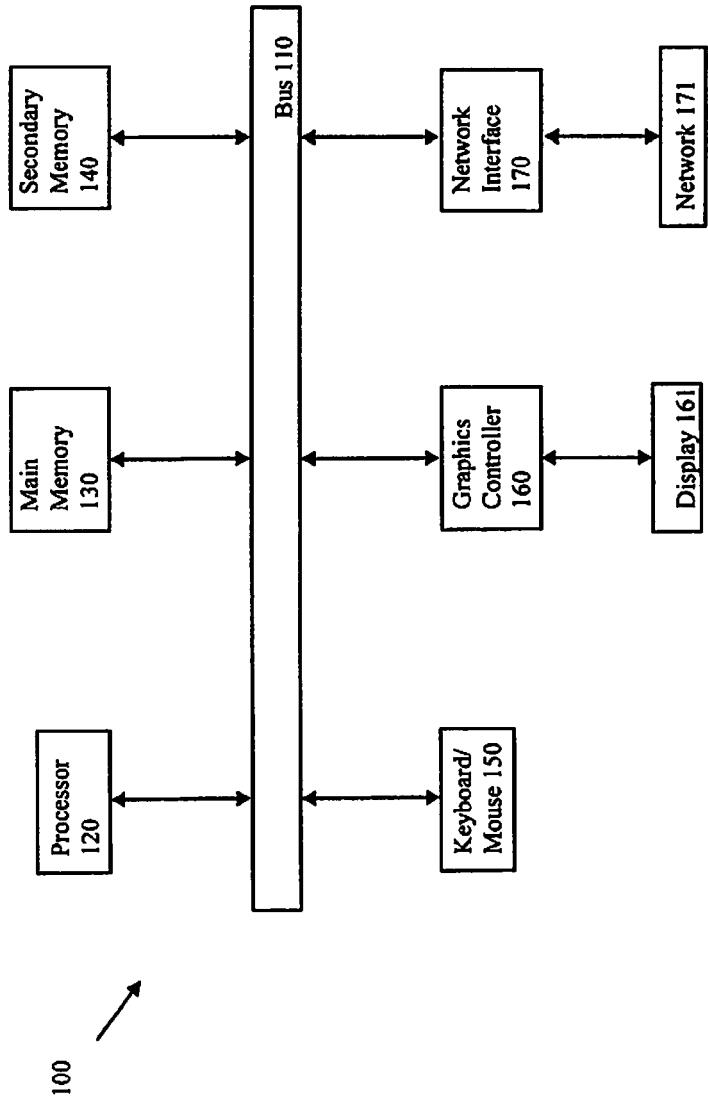 100
Processor
120
Main
Memory
130
Secondary
Memory
140
Bus 110
Keyboard/
Mouse 150
Graphics
Controller
160
Network
Interface
170
Display 161
Network 171